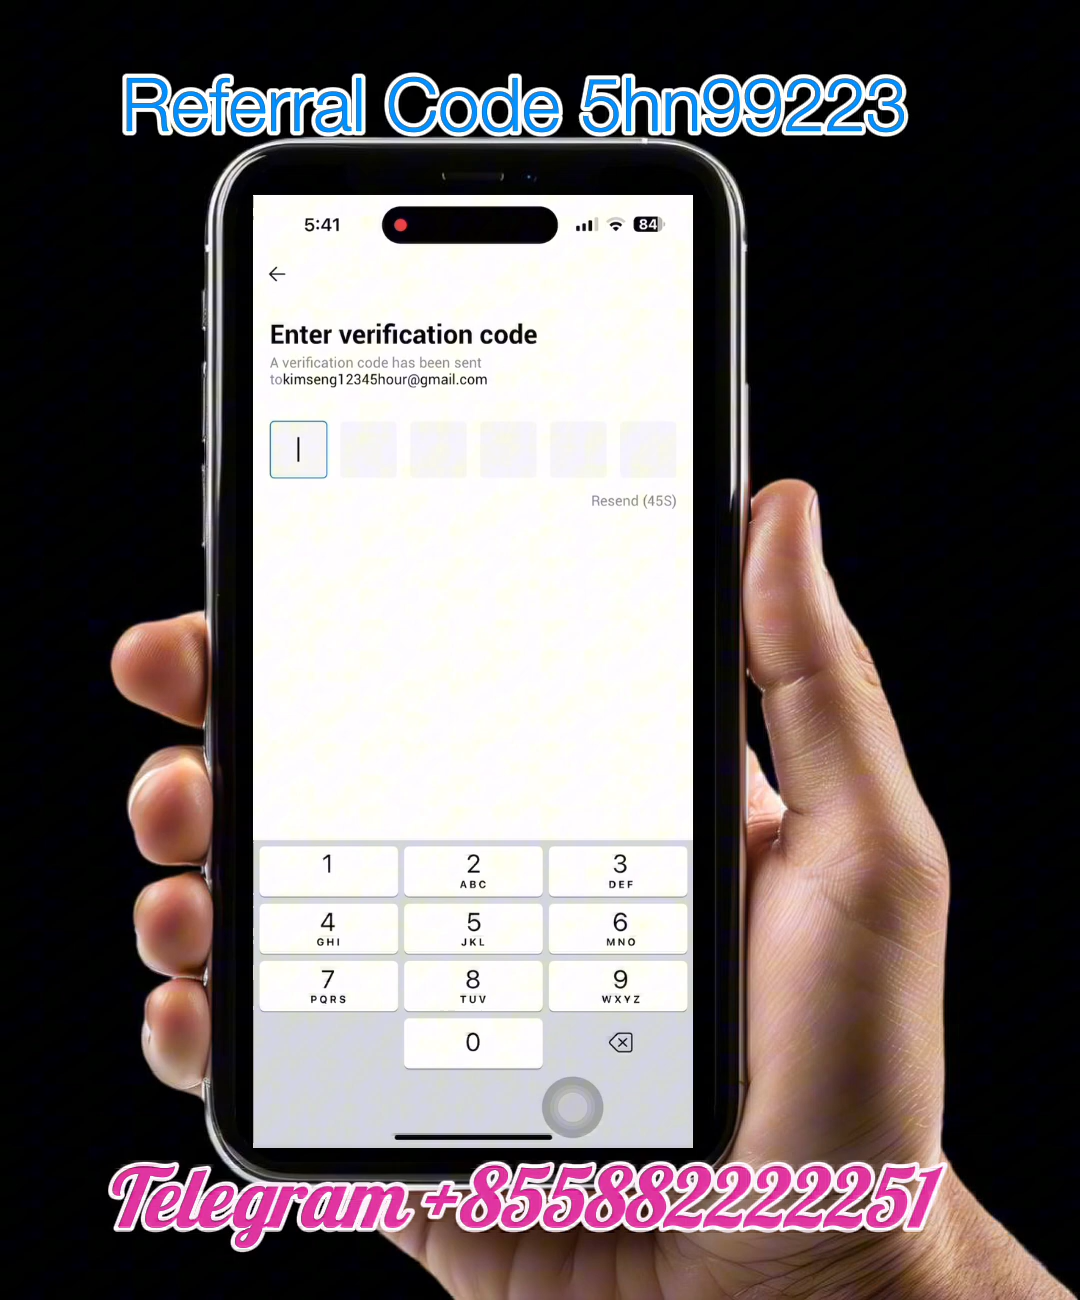 Referral Code 5hn99223
5:41
84
Enter verification code
A verification code has been sent
tokimseng12345hour@gmail.com
Resend (45S)
1
2
3
ABC
DEF
4
5
6
GHI
JKL
MNO
7
8
9
PQRS
TUV
WXYZ
0
Telegram +855882222251